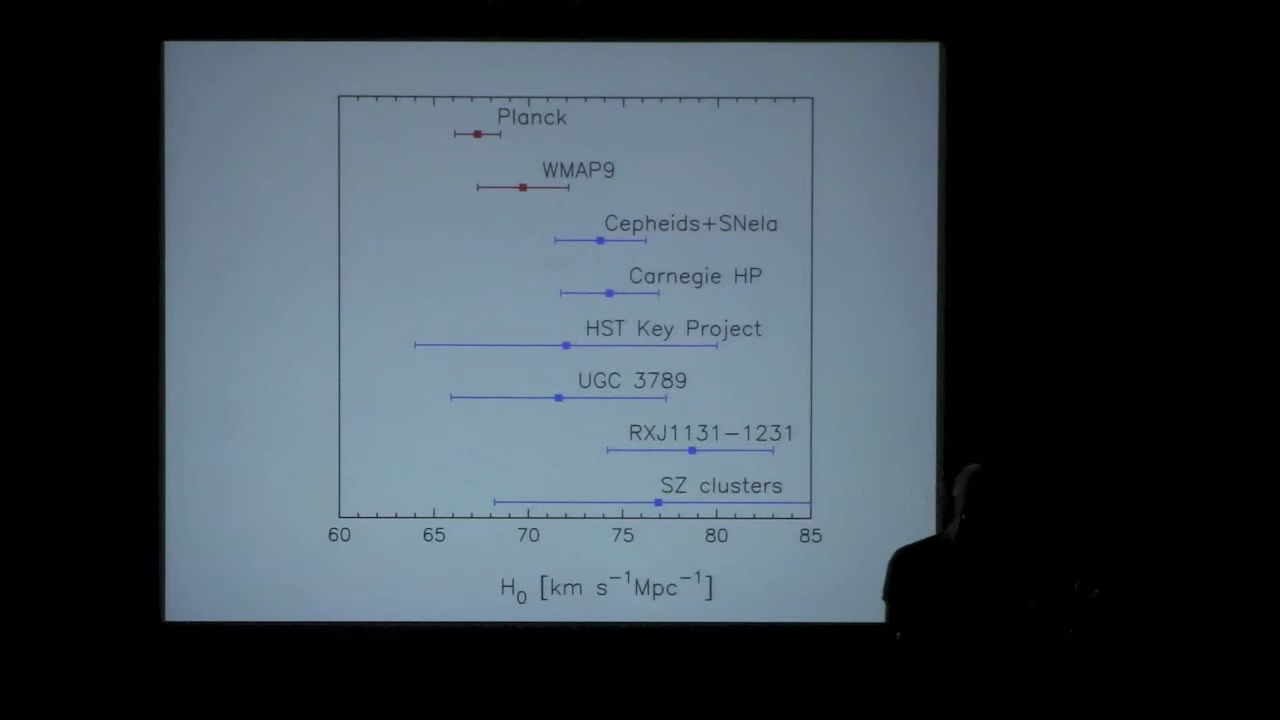 Planck
WMAP9
Cepheids+SNeIa
Carnegie HP
HST Key Project
UGC 3789
RXJ1131−1231
SZ clusters
60 65 70 75 80 85
H₀ [km s⁻¹Mpc⁻¹]